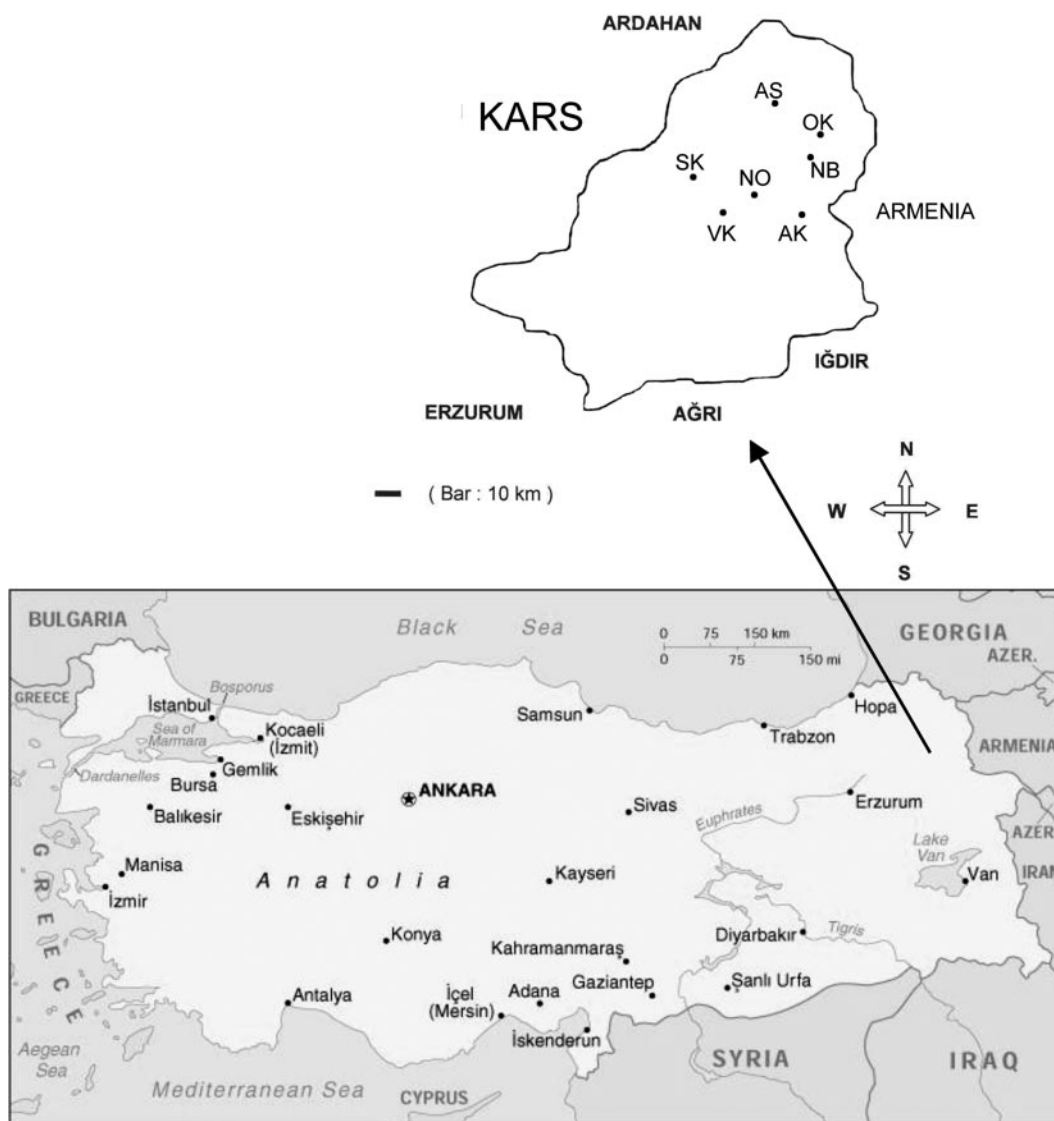 ARDAHAN
KARS
AS
OK
SK
NO
NB
VK
AK
ARMENIA
IĞDIR
ERZURUM
AĞRI
( Bar : 10 km )
N
W
E
S
BULGARIA
Black Sea
0 75 150 km
0 75 150 mi
GEORGIA
AZER.
GREECE
Bosporus
İstanbul
Sea of
Marmara
Kocaeli
(İzmit)
Samsun
Hopa
Trabzon
ARMENIA
Dardanelles
Gemlik
Bursa
ANKARA
Balıkesir
Eskişehir
Sivas
Euphrates
Erzurum
AZER
Lake
Van
Manisa
Anatolia
Kayseri
Van
IRAN
İzmir
GREECE
Konya
Diyarbakır
Tigris
Kahramanmaraş
Gaziantep
Şanlı Urfa
Antalya
İçel
(Mersin)
Adana
İskenderun
Aegean
Sea
Mediterranean Sea
CYPRUS
SYRIA
IRAQ